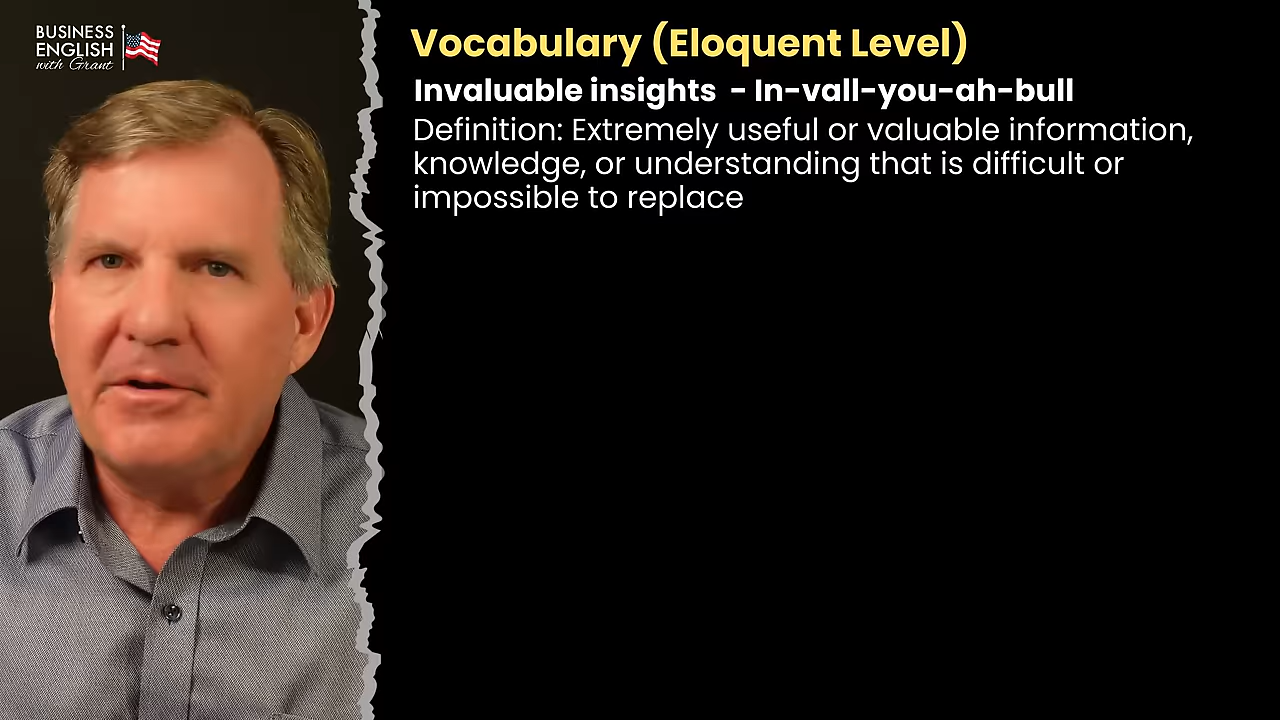 BUSINESS
ENGLISH
with Grant
Vocabulary (Eloquent Level)
Invaluable insights - In-vall-you-ah-bull
Definition: Extremely useful or valuable information,
knowledge, or understanding that is difficult or
impossible to replace